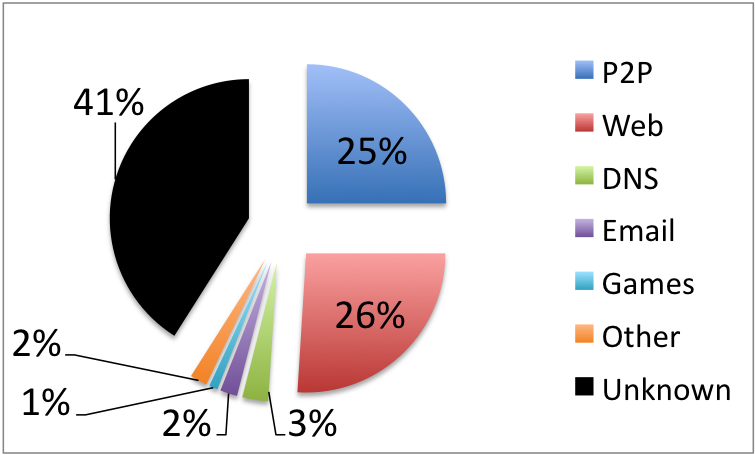 41%
25%
26%
3%
2%
1%
2%
P2P
Web
DNS
Email
Games
Other
Unknown